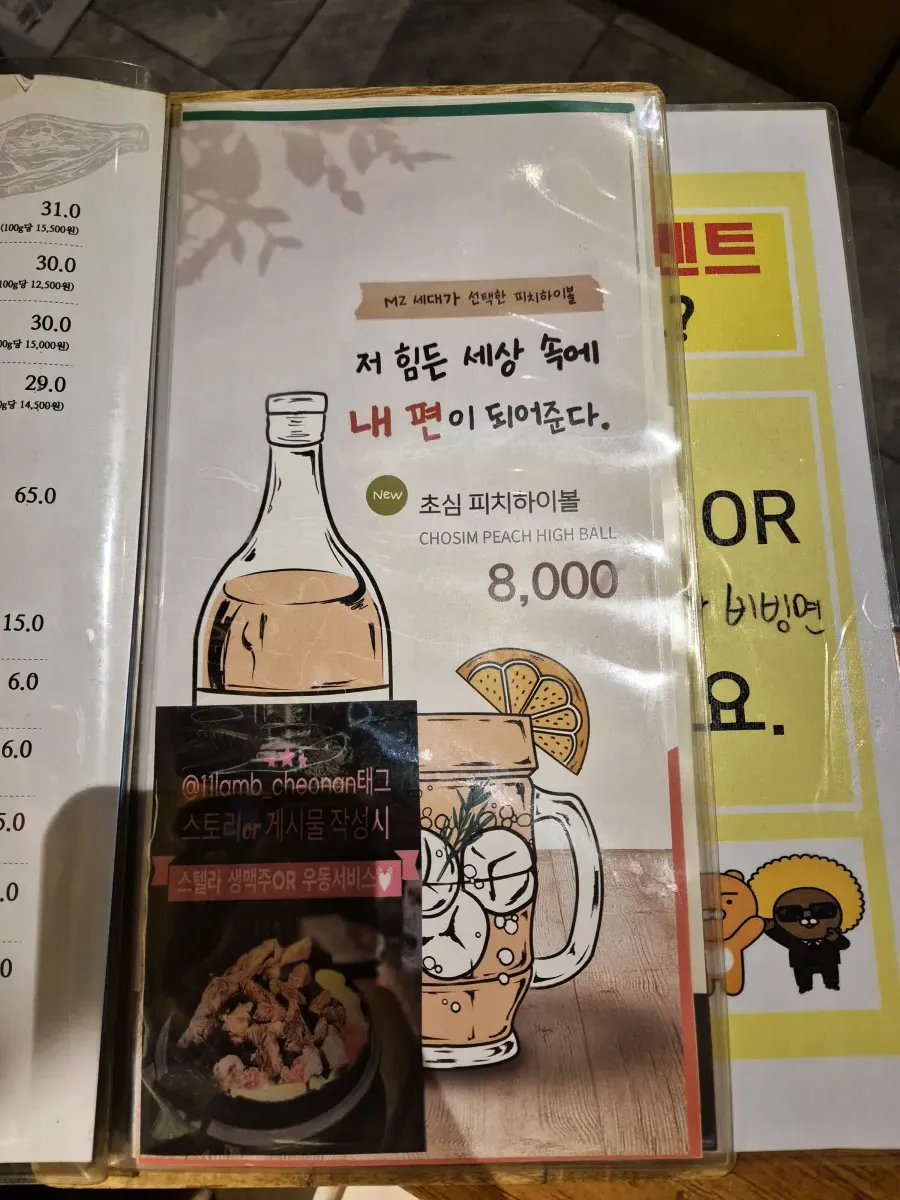 31.0
(100g당 15,500원)
30.0
100g당 12,500원)
30.0
0g당 15,000원)
29.0
0g당 14,500원)
65.0
15.0
6.0
6.0
5.0
.0
0
MZ 세대가 선택한 피치하이볼
저 힘든 세상 속에
내 편이 되어준다.
New
초심 피치하이볼
CHOSIM PEACH HIGH BALL
8,000
@11lamb_cheonan태그
스토리or 게시물 작성시
스텔라 생맥주OR 우동서비스
벤트
?
OR
비빙면
요.